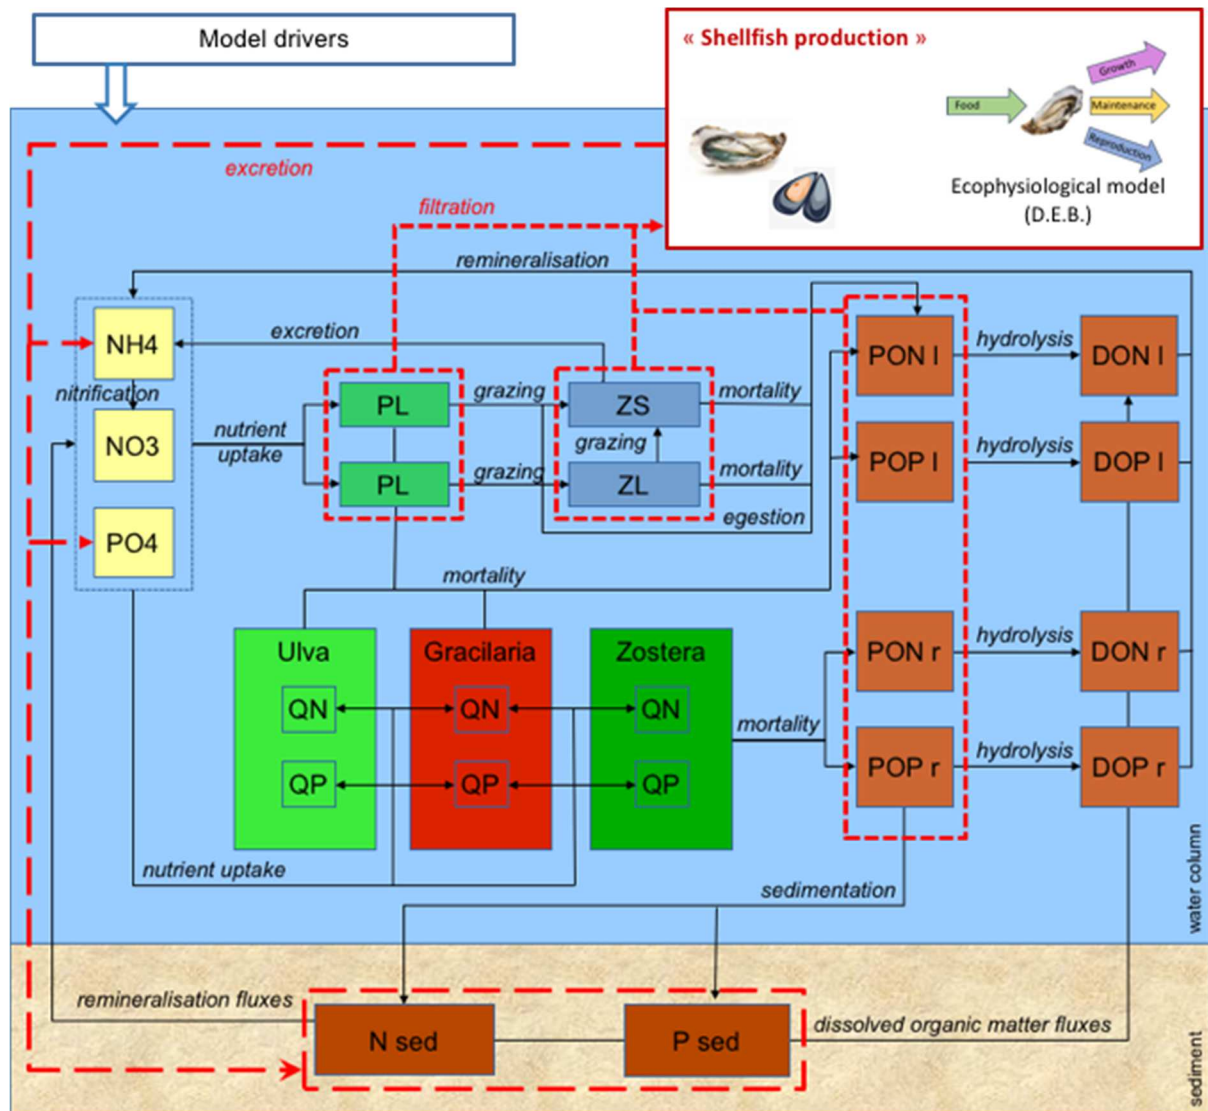 Model drivers
« Shellfish production »
Growth
Food
Maintenance
Reproduction
Ecophysiological model
(D.E.B.)
excretion
filtration
remineralisation
NH4
excretion
PON l
hydrolysis
DON l
nitrification
PL
grazing
ZS
mortality
NO3
nutrient
uptake
grazing
POP l
hydrolysis
DOP l
PL
grazing
ZL
mortality
PO4
egestion
mortality
Ulva
Gracilaria
Zostera
PON r
hydrolysis
DON r
QN
QN
QN
mortality
POP r
hydrolysis
DOP r
QP
QP
QP
nutrient uptake
sedimentation
water column
remineralisation fluxes
N sed
P sed
dissolved organic matter fluxes
sediment